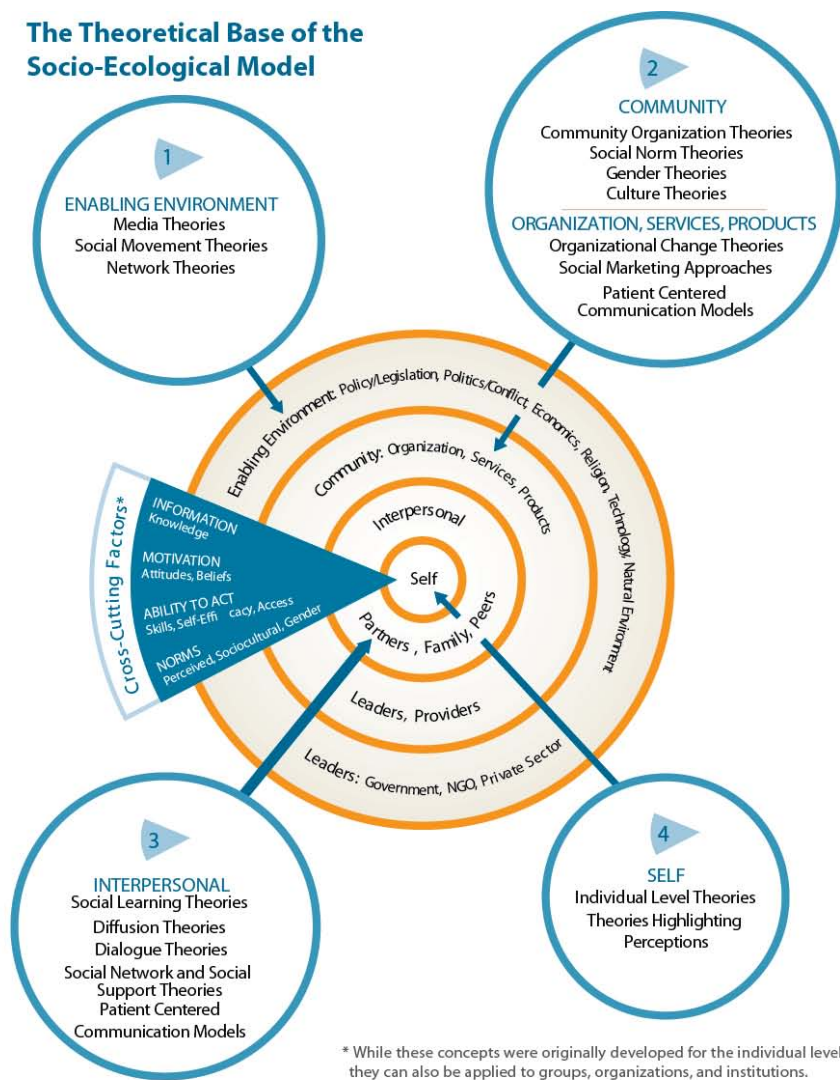 The Theoretical Base of the
Socio-Ecological Model
1
ENABLING ENVIRONMENT
Media Theories
Social Movement Theories
Network Theories
2
COMMUNITY
Community Organization Theories
Social Norm Theories
Gender Theories
Culture Theories
ORGANIZATION, SERVICES, PRODUCTS
Organizational Change Theories
Social Marketing Approaches
Patient Centered
Communication Models
Enabling Environment: Policy/Legislation, Politics/Conflict, Economics, Religion, Technology, Natural Environment
Community: Organization, Services, Products
Interpersonal
Self
Partners , Family, Peers
Leaders, Providers
Leaders: Government, NGO, Private Sector
Cross-Cutting Factors*
INFORMATION
Knowledge
MOTIVATION
Attitudes, Beliefs
ABILITY TO ACT
Skills, Self-Effi cacy, Access
NORMS
Perceived, Sociocultural, Gender
3
INTERPERSONAL
Social Learning Theories
Diffusion Theories
Dialogue Theories
Social Network and Social
Support Theories
Patient Centered
Communication Models
4
SELF
Individual Level Theories
Theories Highlighting
Perceptions
* While these concepts were originally developed for the individual level
they can also be applied to groups, organizations, and institutions.